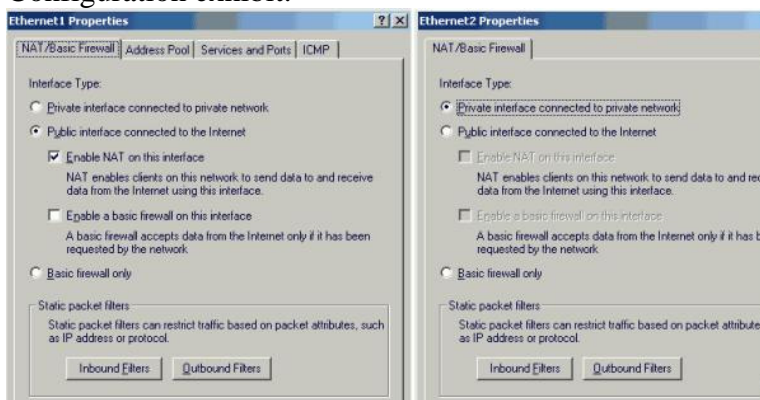 Configuration exhibit.
Ethernet1 Properties
NAT/Basic Firewall Address Pool Services and Ports ICMP
Interface Type:
Private interface connected to private network
Public interface connected to the Internet
Enable NAT on this interface
NAT enables clients on this network to send data to and receive
data from the Internet using this interface.
Enable a basic firewall on this interface
A basic firewall accepts data from the Internet only if it has been
requested by the network
Basic firewall only
Static packet filters
Static packet filters can restrict traffic based on packet attributes, such
as IP address or protocol.
Inbound Filters Outbound Filters
Ethernet2 Properties
NAT/Basic Firewall
Interface Type:
Private interface connected to private network
Public interface connected to the Internet
Enable NAT on this interface
NAT enables clients on this network to send data to and rec
data from the Internet using this interface.
Enable a basic firewall on this interface
A basic firewall accepts data from the Internet only if it has b
requested by the network
Basic firewall only
Static packet filters
Static packet filters can restrict traffic based on packet attribute
as IP address or protocol.
Inbound Filters Outbound Filters